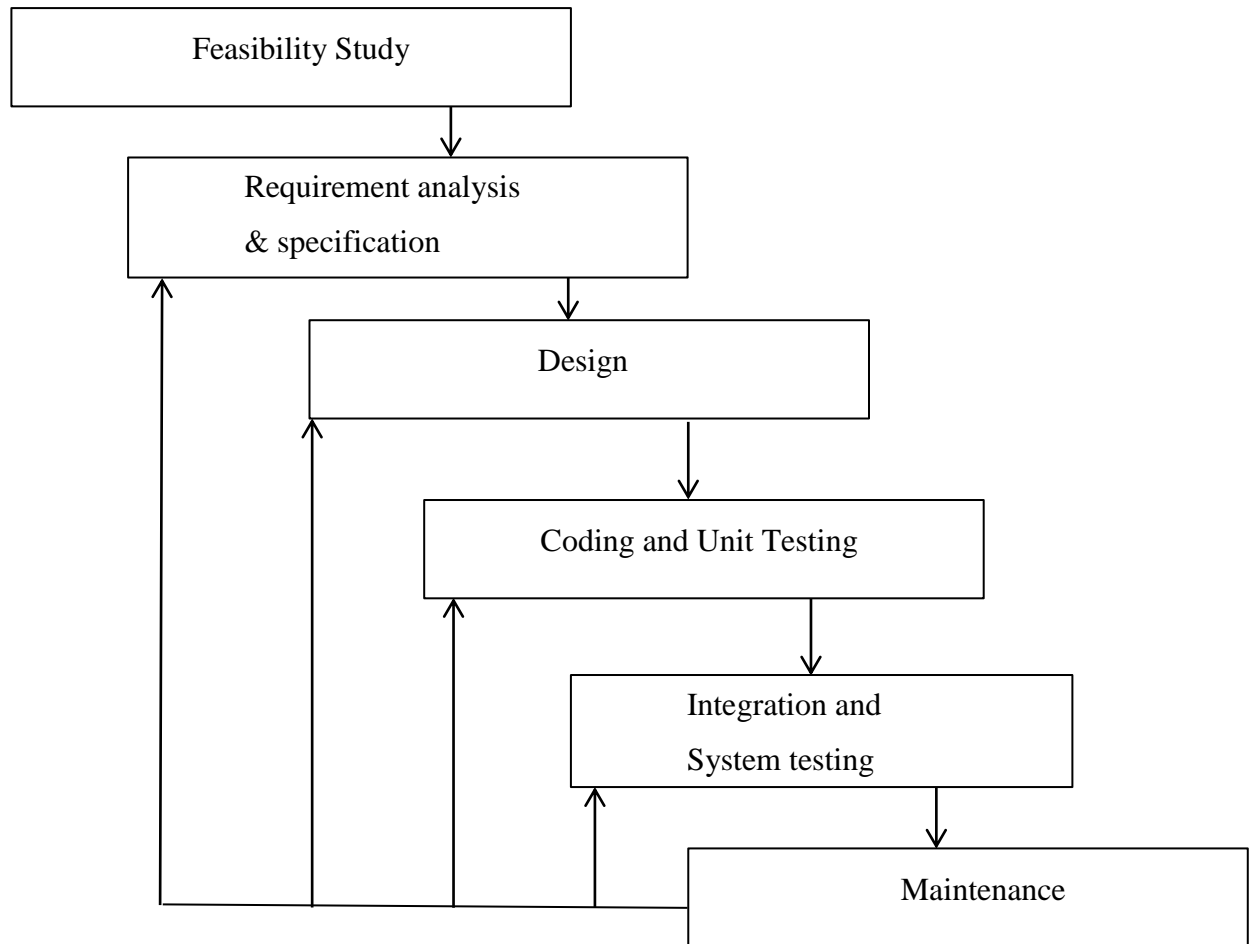 Feasibility Study
Requirement analysis
& specification
Design
Coding and Unit Testing
Integration and
System testing
Maintenance